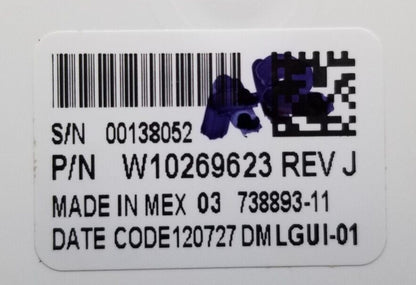 S/N 00138052
P/N W10269623 REV J
MADE IN MEX 03 738893-11
DATE CODE120727 DM LGUI-01